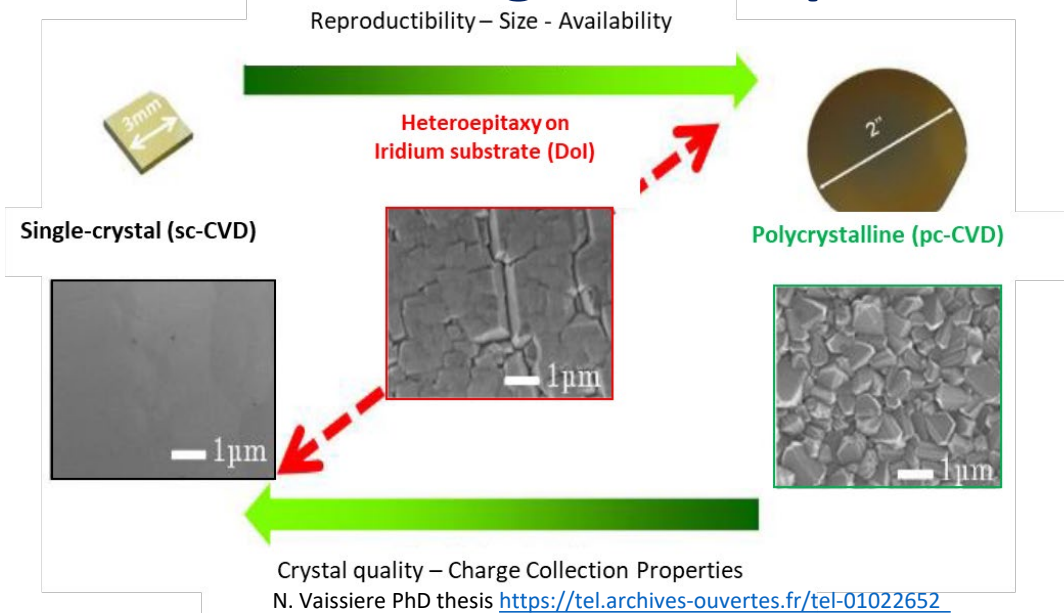 Reproductibility – Size - Availability
3mm
Heteroepitaxy on
Iridium substrate (DoI)
2"
Single-crystal (sc-CVD)
Polycrystalline (pc-CVD)
1µm
1µm
1µm
Crystal quality – Charge Collection Properties
N. Vaissiere PhD thesis https://tel.archives-ouvertes.fr/tel-01022652